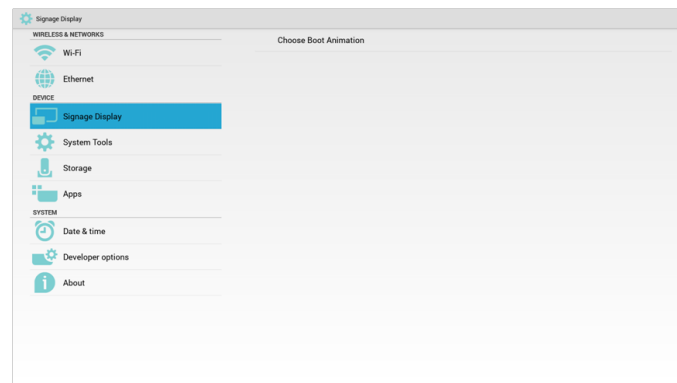 Signage Display
WIRELESS & NETWORKS
Wi-Fi
Ethernet
DEVICE
Signage Display
System Tools
Storage
Apps
SYSTEM
Date & time
Developer options
About
Choose Boot Animation